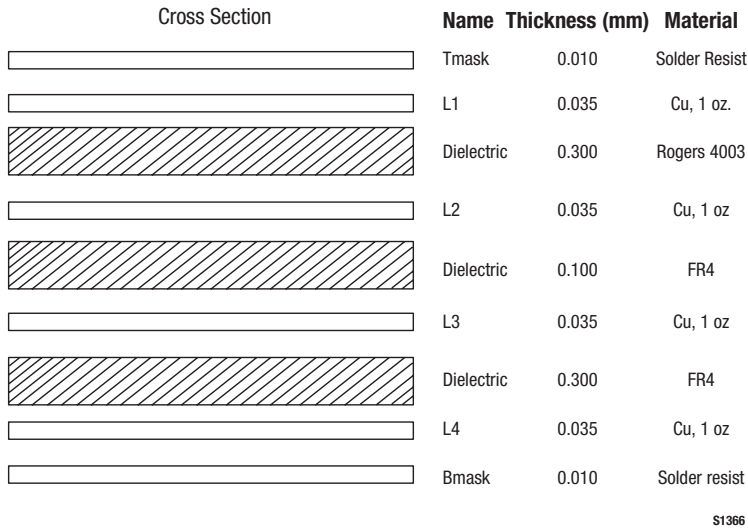 Cross Section Name Thickness (mm) Material
Tmask 0.010 Solder Resist
L1 0.035 Cu, 1 oz.
Dielectric 0.300 Rogers 4003
L2 0.035 Cu, 1 oz
Dielectric 0.100 FR4
L3 0.035 Cu, 1 oz
Dielectric 0.300 FR4
L4 0.035 Cu, 1 oz
Bmask 0.010 Solder resist
S1366